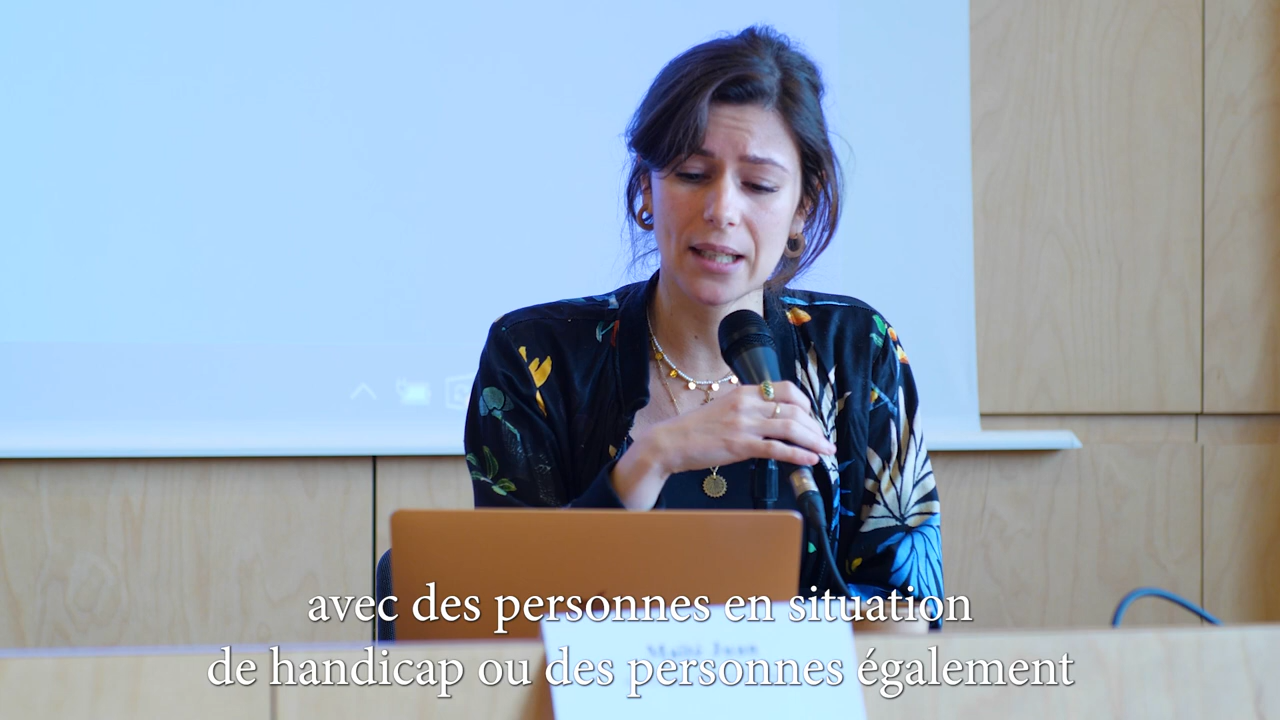 avec des personnes en situation
de handicap ou des personnes également